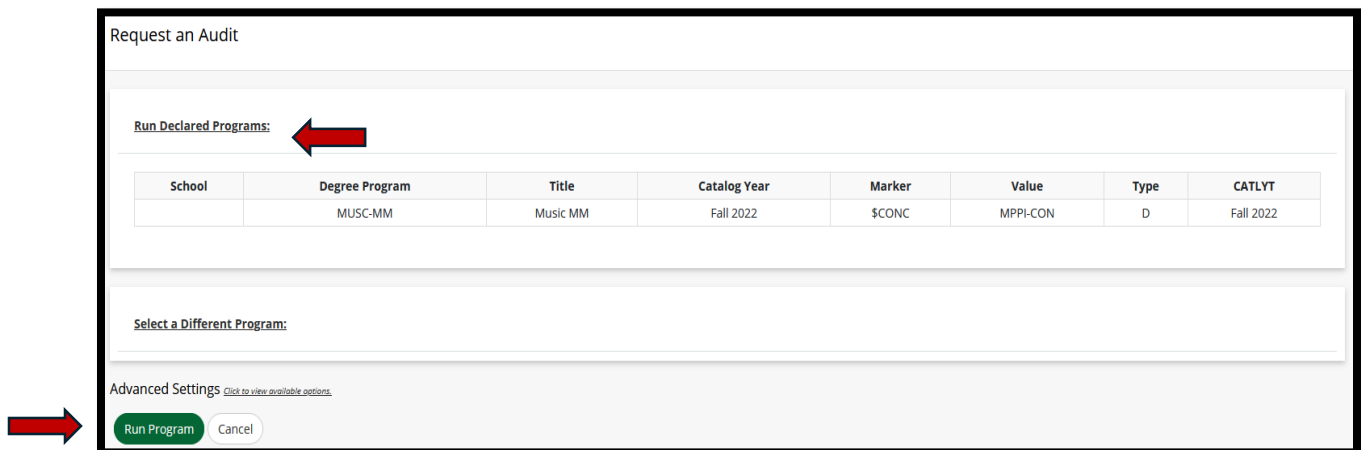 Request an Audit
Run Declared Programs:
School Degree Program Title Catalog Year Marker Value Type CATLYT
MUSC-MM Music MM Fall 2022 $CONC MPPI-CON D Fall 2022
Select a Different Program:
Advanced Settings Click to view available options.
Run Program Cancel